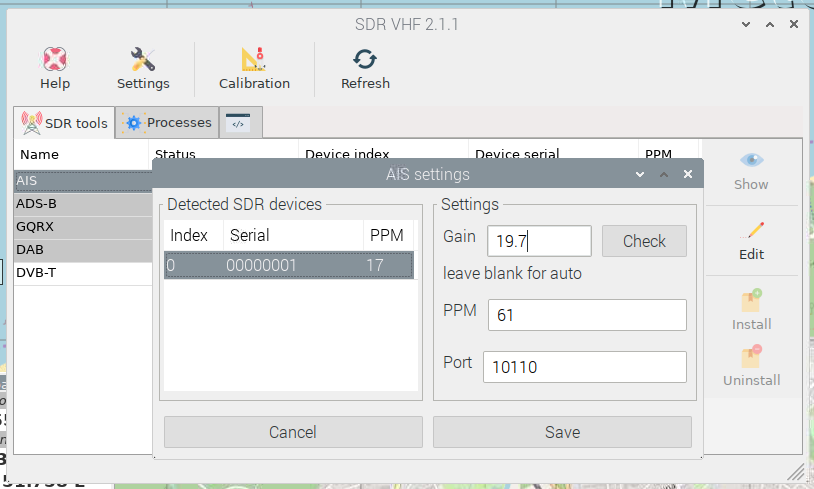 SDR VHF 2.1.1
Help Settings Calibration Refresh
SDR tools Processes </>
Name Status Device index Device serial PPM
AIS
ADS-B
GQRX
DAB
DVB-T
AIS settings
Detected SDR devices
Index Serial PPM
0 00000001 17
Settings
Gain 19.7 Check
leave blank for auto
PPM 61
Port 10110
Cancel Save
Show
Edit
Install
Uninstall